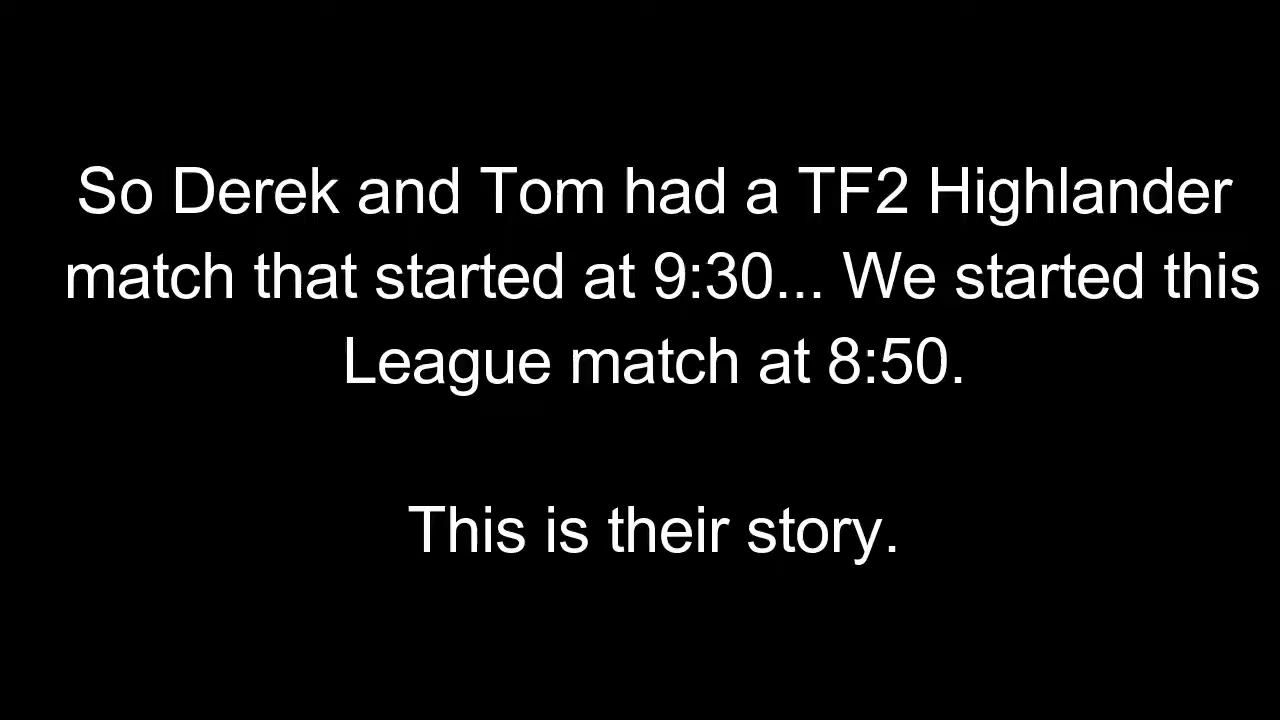 So Derek and Tom had a TF2 Highlander
match that started at 9:30... We started this
League match at 8:50.
This is their story.